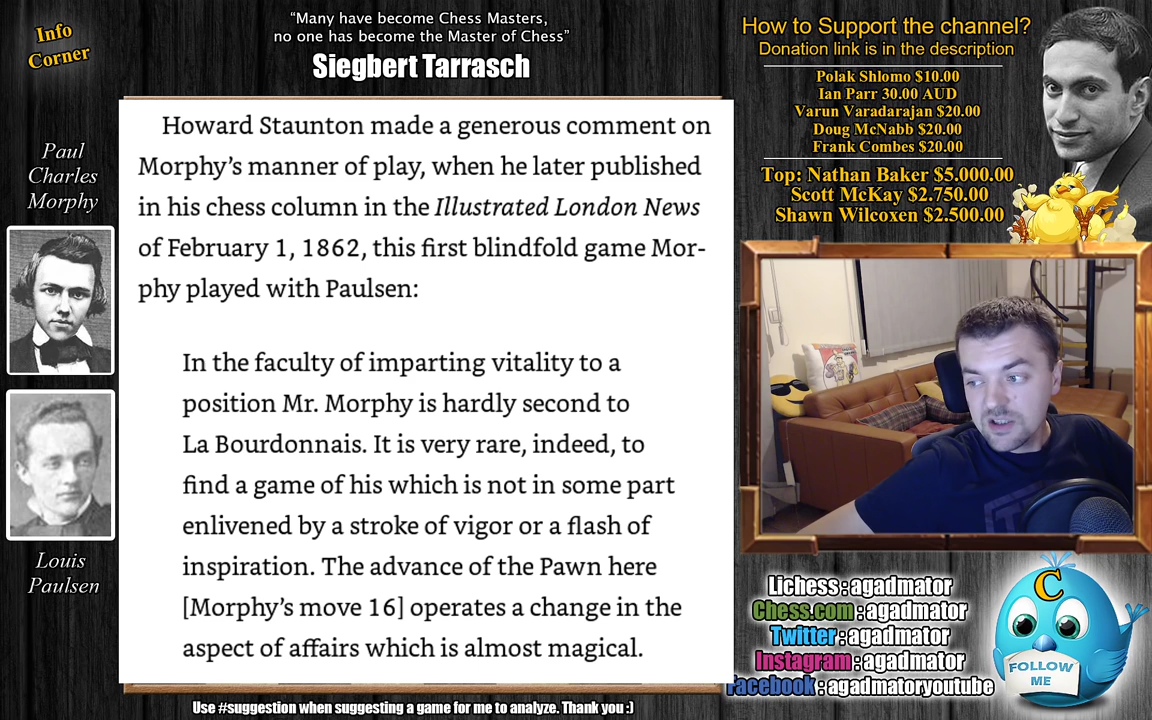 Info
Corner
“Many have become Chess Masters,
no one has become the Master of Chess”
Siegbert Tarrasch
Paul
Charles
Morphy
Louis
Paulsen
Howard Staunton made a generous comment on
Morphy’s manner of play, when he later published
in his chess column in the Illustrated London News
of February 1, 1862, this first blindfold game Mor-
phy played with Paulsen:
In the faculty of imparting vitality to a
position Mr. Morphy is hardly second to
La Bourdonnais. It is very rare, indeed, to
find a game of his which is not in some part
enlivened by a stroke of vigor or a flash of
inspiration. The advance of the Pawn here
[Morphy’s move 16] operates a change in the
aspect of affairs which is almost magical.
Use #suggestion when suggesting a game for me to analyze. Thank you :)
How to Support the channel?
Donation link is in the description
Polak Shlomo $10.00
Ian Parr 30.00 AUD
Varun Varadarajan $20.00
Doug McNabb $20.00
Frank Combes $20.00
Top: Nathan Baker $5.000.00
Scott McKay $2.750.00
Shawn Wilcoxen $2.500.00
Lichess : agadmator
Chess.com : agadmator
Twitter : agadmator
Instagram : agadmator
Facebook : agadmatoryoutube
C
FOLLOW
ME